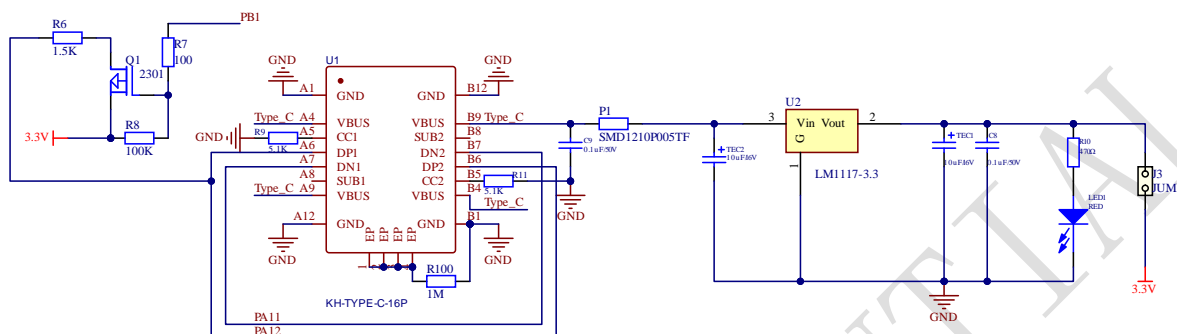 R6
1.5K
PB1
R7
100
Q1
2301
R8
100K
3.3V
U1
GND
A1
GND
GND
B12
GND
Type_C
A4
VBUS
VBUS
B9
Type_C
GND
R9
5.1K
A5
CC1
SUB2
B8
A6
DP1
DN2
B7
A7
DN1
DP2
B6
A8
SUB1
CC2
B5
R11
5.1K
Type_C
A9
VBUS
VBUS
B4
Type_C
A12
GND
GND
B1
GND
GND
EP
EP
EP
EP
1
R100
1M
KH-TYPE-C-16P
PA11
PA12
C9
0.1uF/50V
GND
P1
SMD1210P005TF
TEC2
10uF/16V
U2
3
Vin
Vout
2
G
1
LM1117-3.3
TEC1
10uF/16V
C8
0.1uF/50V
R10
470Ω
LED1
RED
J3
JUM
GND
3.3V
TIAI